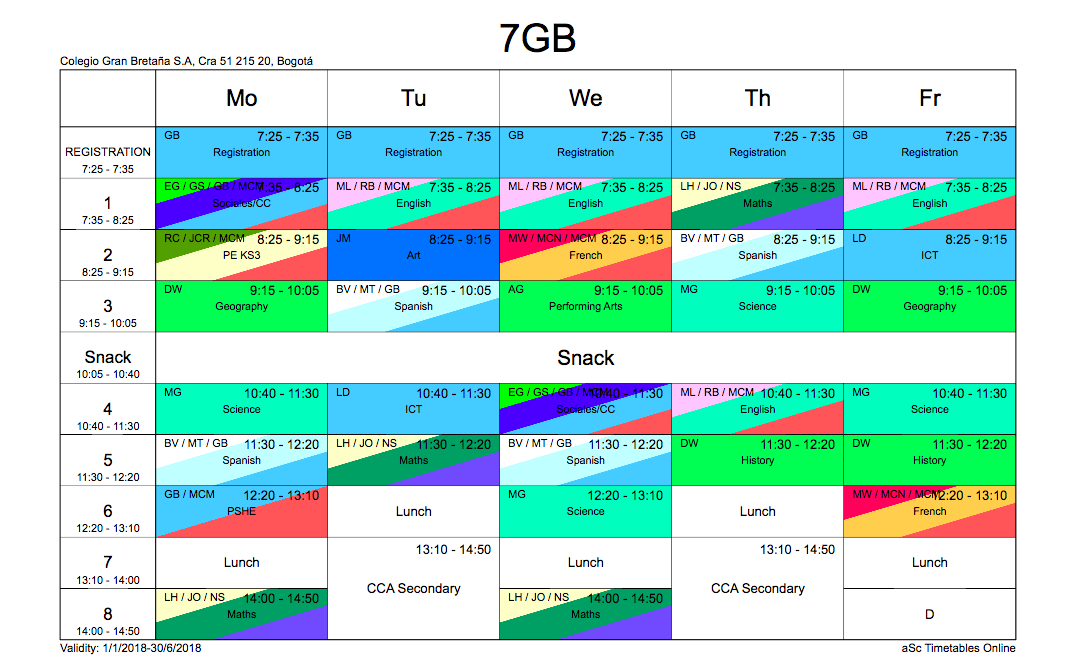 7GB
Colegio Gran Bretaña S.A, Cra 51 215 20, Bogotá
Mo Tu We Th Fr
REGISTRATION
7:25 - 7:35
GB 7:25 - 7:35
Registration
GB 7:25 - 7:35
Registration
GB 7:25 - 7:35
Registration
GB 7:25 - 7:35
Registration
GB 7:25 - 7:35
Registration
1
7:35 - 8:25
EG / GS / GB / MCM 7:35 - 8:25
Sociales/CC
ML / RB / MCM 7:35 - 8:25
English
ML / RB / MCM 7:35 - 8:25
English
LH / JO / NS 7:35 - 8:25
Maths
ML / RB / MCM 7:35 - 8:25
English
2
8:25 - 9:15
RC / JCR / MCM 8:25 - 9:15
PE KS3
JM 8:25 - 9:15
Art
MW / MCN / MCM 8:25 - 9:15
French
BV / MT / GB 8:25 - 9:15
Spanish
LD 8:25 - 9:15
ICT
3
9:15 - 10:05
DW 9:15 - 10:05
Geography
BV / MT / GB 9:15 - 10:05
Spanish
AG 9:15 - 10:05
Performing Arts
MG 9:15 - 10:05
Science
DW 9:15 - 10:05
Geography
Snack
10:05 - 10:40
Snack
4
10:40 - 11:30
MG 10:40 - 11:30
Science
LD 10:40 - 11:30
ICT
EG / GS / GB / MCM 10:40 - 11:30
Sociales/CC
ML / RB / MCM 10:40 - 11:30
English
MG 10:40 - 11:30
Science
5
11:30 - 12:20
BV / MT / GB 11:30 - 12:20
Spanish
LH / JO / NS 11:30 - 12:20
Maths
BV / MT / GB 11:30 - 12:20
Spanish
DW 11:30 - 12:20
History
DW 11:30 - 12:20
History
6
12:20 - 13:10
GB / MCM 12:20 - 13:10
PSHE
Lunch
MG 12:20 - 13:10
Science
Lunch
MW / MCN / MCM 12:20 - 13:10
French
7
13:10 - 14:00
Lunch
13:10 - 14:50
CCA Secondary
Lunch
13:10 - 14:50
CCA Secondary
Lunch
8
14:00 - 14:50
LH / JO / NS 14:00 - 14:50
Maths
LH / JO / NS 14:00 - 14:50
Maths
D
Validity: 1/1/2018-30/6/2018
aSc Timetables Online